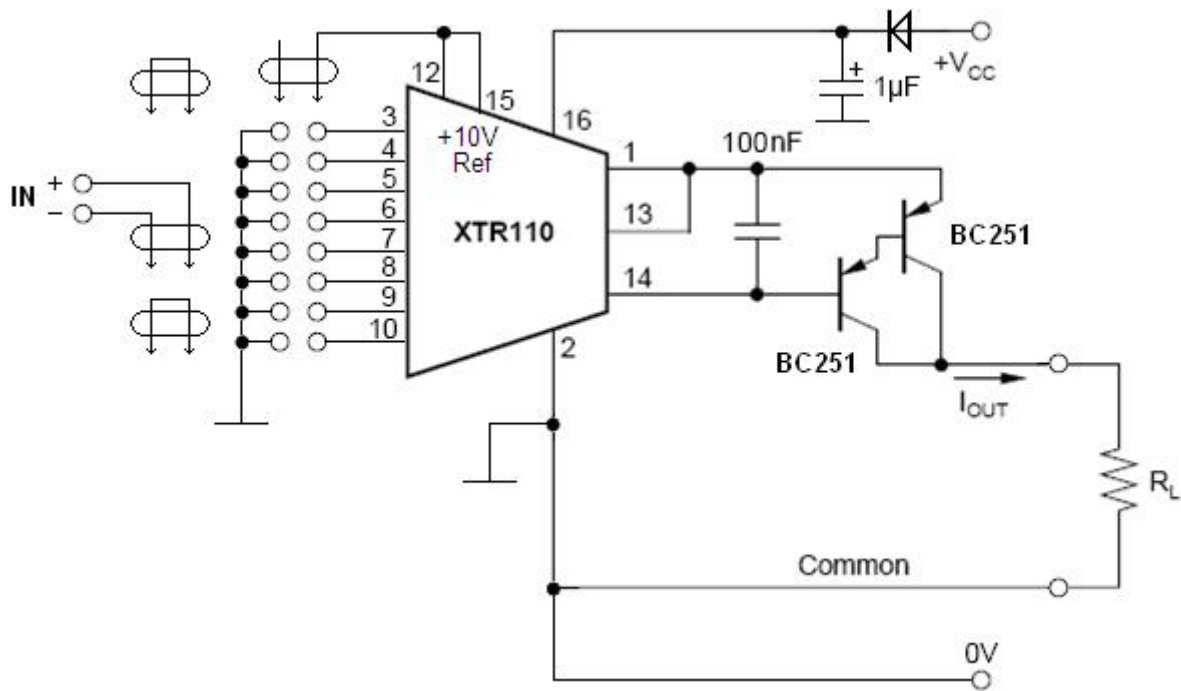 +VCC
+
1µF
12
15
16
3
+10V
Ref
1
100nF
4
5
IN
+
−
6
XTR110
13
BC251
7
8
14
9
10
2
BC251
IOUT
RL
Common
0V